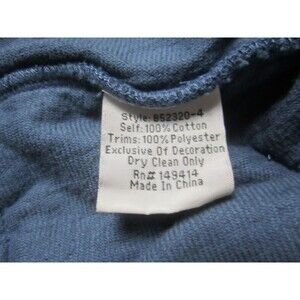 Style: BS2320-4
Self: 100% Cotton
Trims: 100% Polyester
Exclusive Of Decoration
Dry Clean Only
Rn# 149414
Made In China